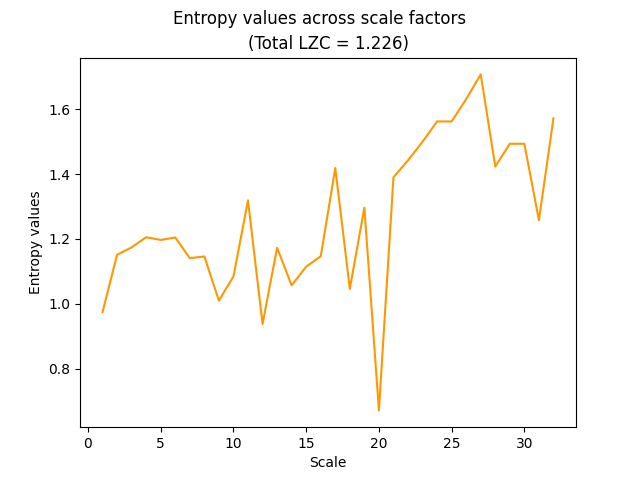 Entropy values across scale factors
(Total LZC = 1.226)
1.6
1.4
1.2
1.0
0.8
Entropy values
0 5 10 15 20 25 30
Scale